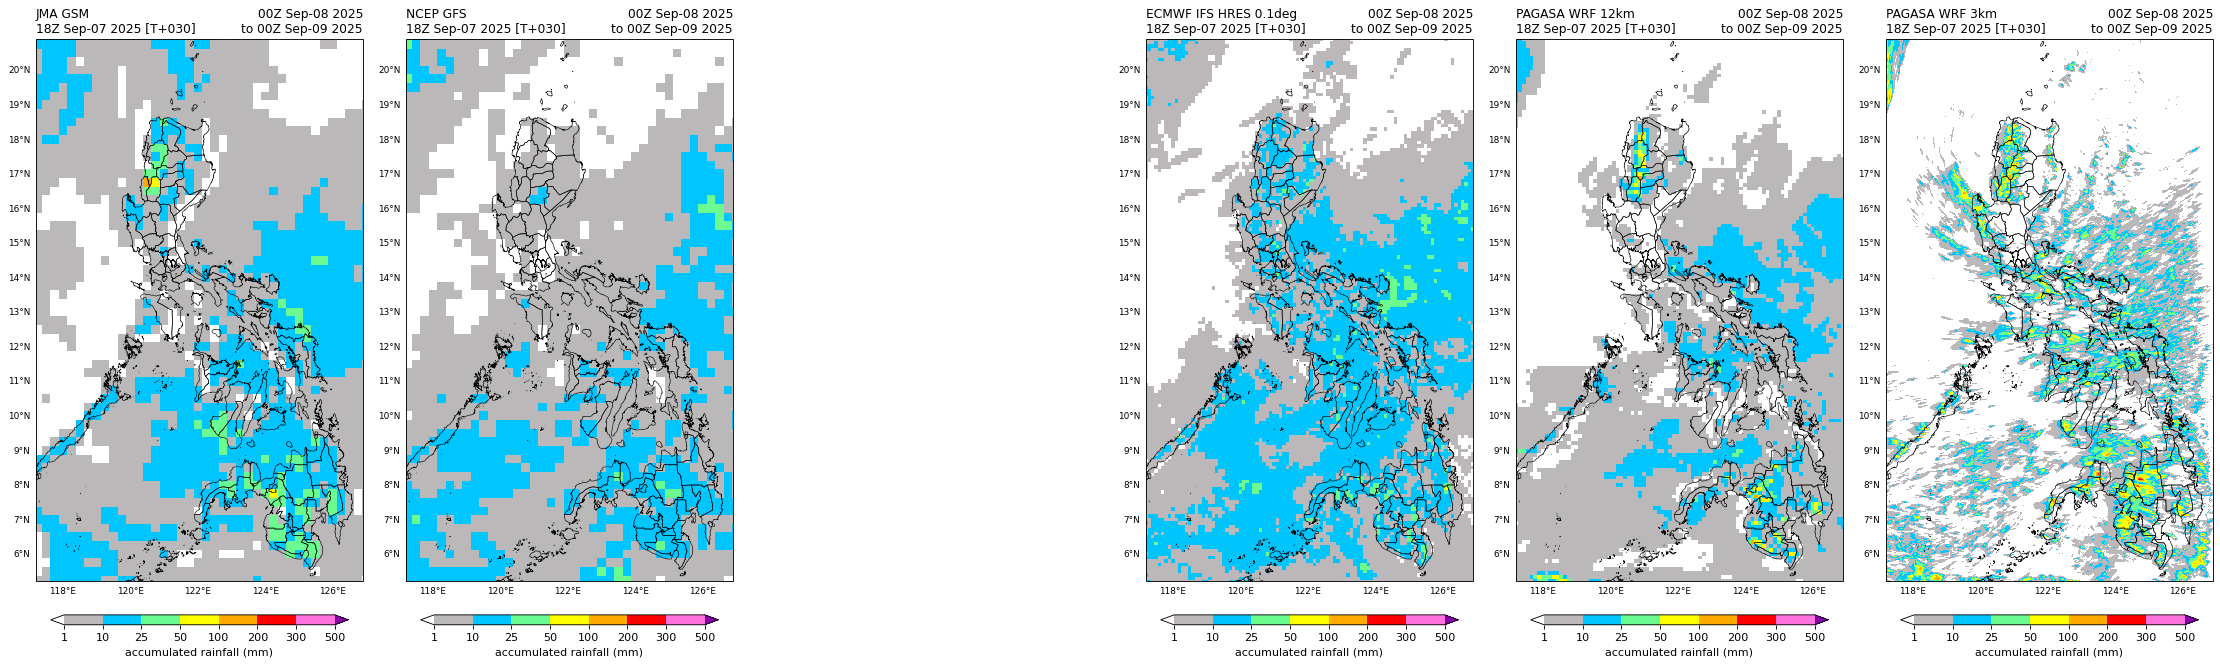 JMA GSM 00Z Sep-08 2025
18Z Sep-07 2025 [T+030] to 00Z Sep-09 2025
20°N
19°N
18°N
17°N
16°N
15°N
14°N
13°N
12°N
11°N
10°N
9°N
8°N
7°N
6°N
118°E 120°E 122°E 124°E 126°E
1 10 25 50 100 200 300 500
accumulated rainfall (mm)
NCEP GFS 00Z Sep-08 2025
18Z Sep-07 2025 [T+030] to 00Z Sep-09 2025
20°N
19°N
18°N
17°N
16°N
15°N
14°N
13°N
12°N
11°N
10°N
9°N
8°N
7°N
6°N
118°E 120°E 122°E 124°E 126°E
1 10 25 50 100 200 300 500
accumulated rainfall (mm)
ECMWF IFS HRES 0.1deg 00Z Sep-08 2025
18Z Sep-07 2025 [T+030] to 00Z Sep-09 2025
20°N
19°N
18°N
17°N
16°N
15°N
14°N
13°N
12°N
11°N
10°N
9°N
8°N
7°N
6°N
118°E 120°E 122°E 124°E 126°E
1 10 25 50 100 200 300 500
accumulated rainfall (mm)
PAGASA WRF 12km 00Z Sep-08 2025
18Z Sep-07 2025 [T+030] to 00Z Sep-09 2025
20°N
19°N
18°N
17°N
16°N
15°N
14°N
13°N
12°N
11°N
10°N
9°N
8°N
7°N
6°N
118°E 120°E 122°E 124°E 126°E
1 10 25 50 100 200 300 500
accumulated rainfall (mm)
PAGASA WRF 3km 00Z Sep-08 2025
18Z Sep-07 2025 [T+030] to 00Z Sep-09 2025
20°N
19°N
18°N
17°N
16°N
15°N
14°N
13°N
12°N
11°N
10°N
9°N
8°N
7°N
6°N
118°E 120°E 122°E 124°E 126°E
1 10 25 50 100 200 300 500
accumulated rainfall (mm)